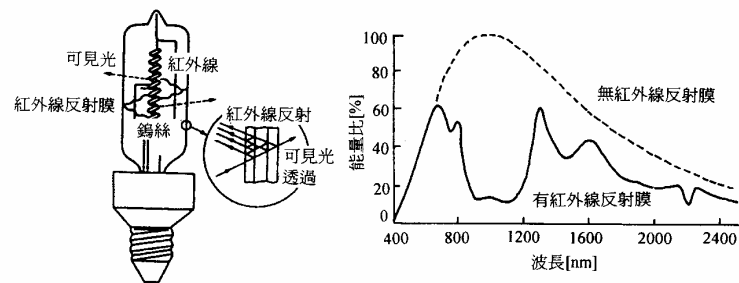 可見光
紅外線
紅外線反射膜
鎢絲
紅外線反射
可見光
透過
能量比[%]
100
80
60
40
20
0
無紅外線反射膜
有紅外線反射膜
400
800
1200
1600
2000
2400
波長[nm]